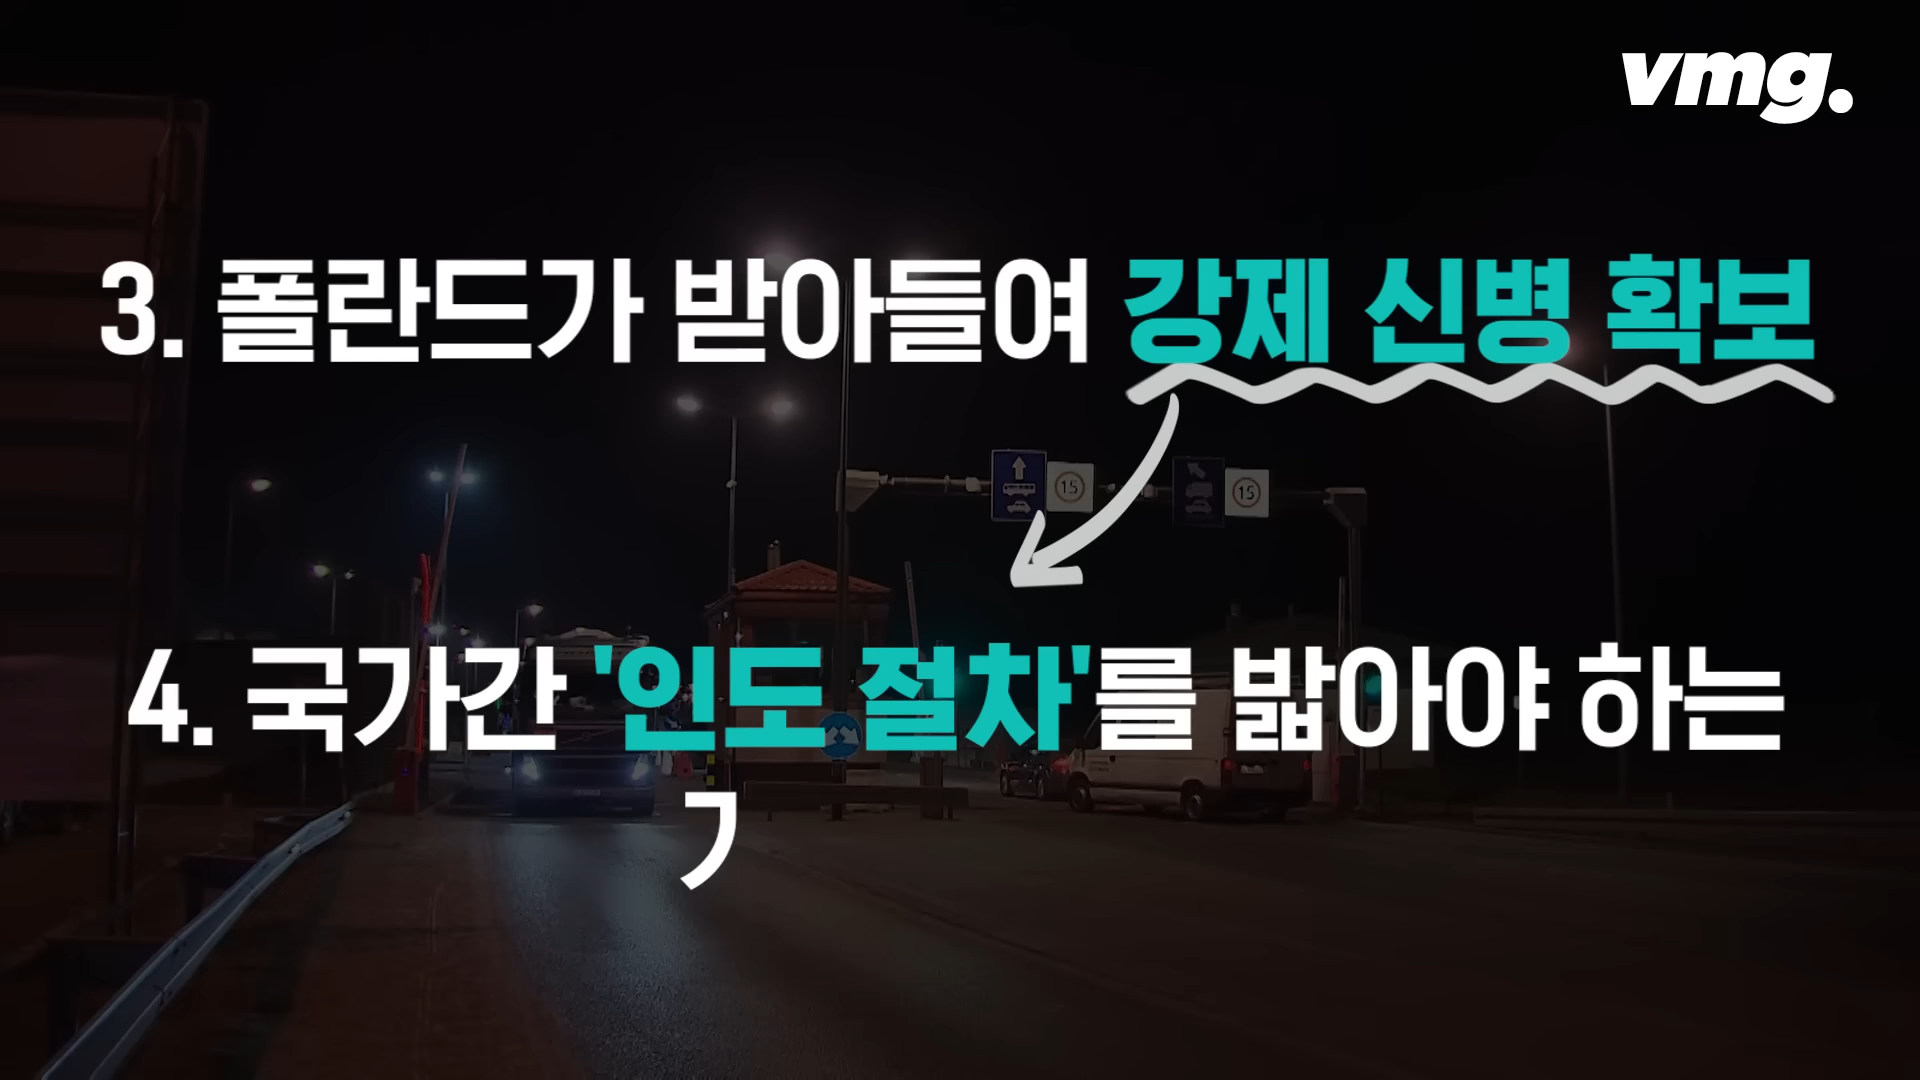 vmg.
3. 폴란드가 받아들여 강제 신병 확보
15
15
4. 국가간 '인도 절차'를 밟아야 하는
ㄱ